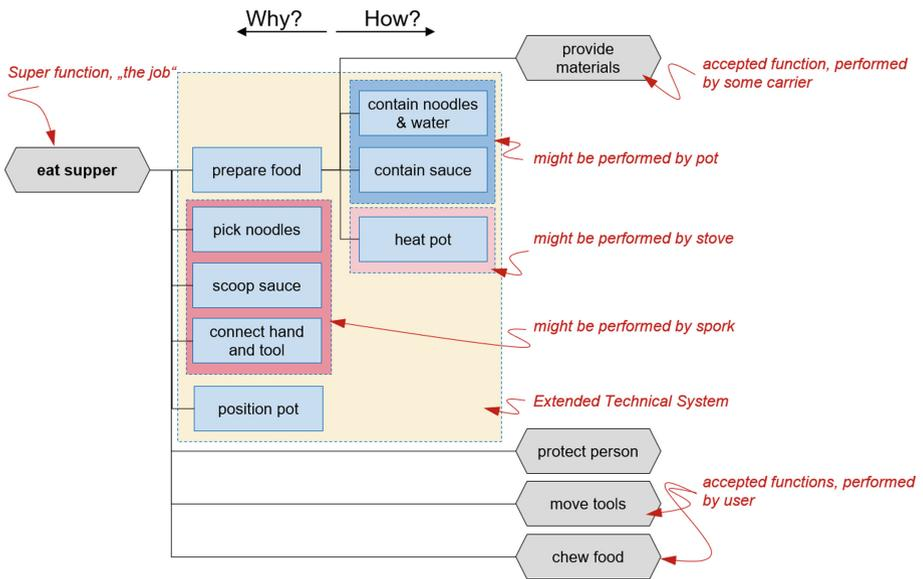 Why?
How?
provide
materials
accepted function, performed
by some carrier
Super function, „the job“
contain noodles
& water
might be performed by pot
eat supper
prepare food
contain sauce
pick noodles
heat pot
might be performed by stove
scoop sauce
connect hand
and tool
might be performed by spork
position pot
Extended Technical System
protect person
accepted functions, performed
by user
move tools
chew food